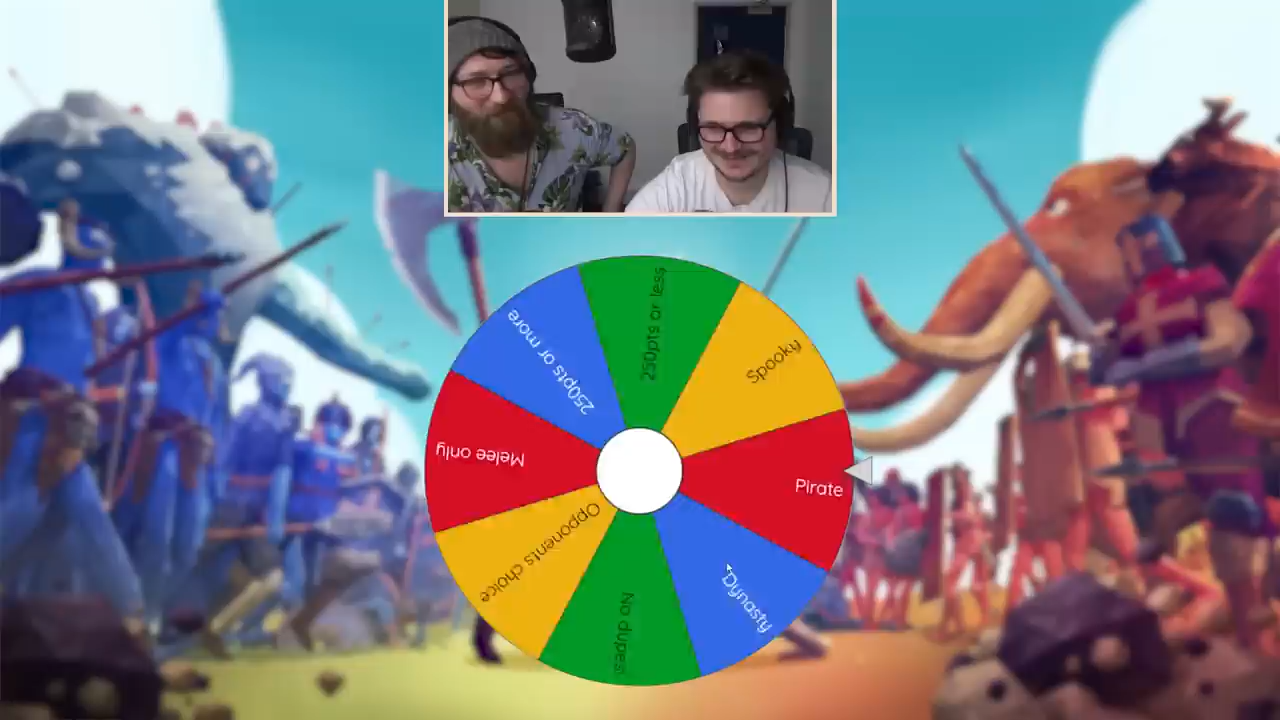 250pts or less
Spooky
Pirate
Dynasty
No dupes!
Opponents choice
Melee only
250pts or more